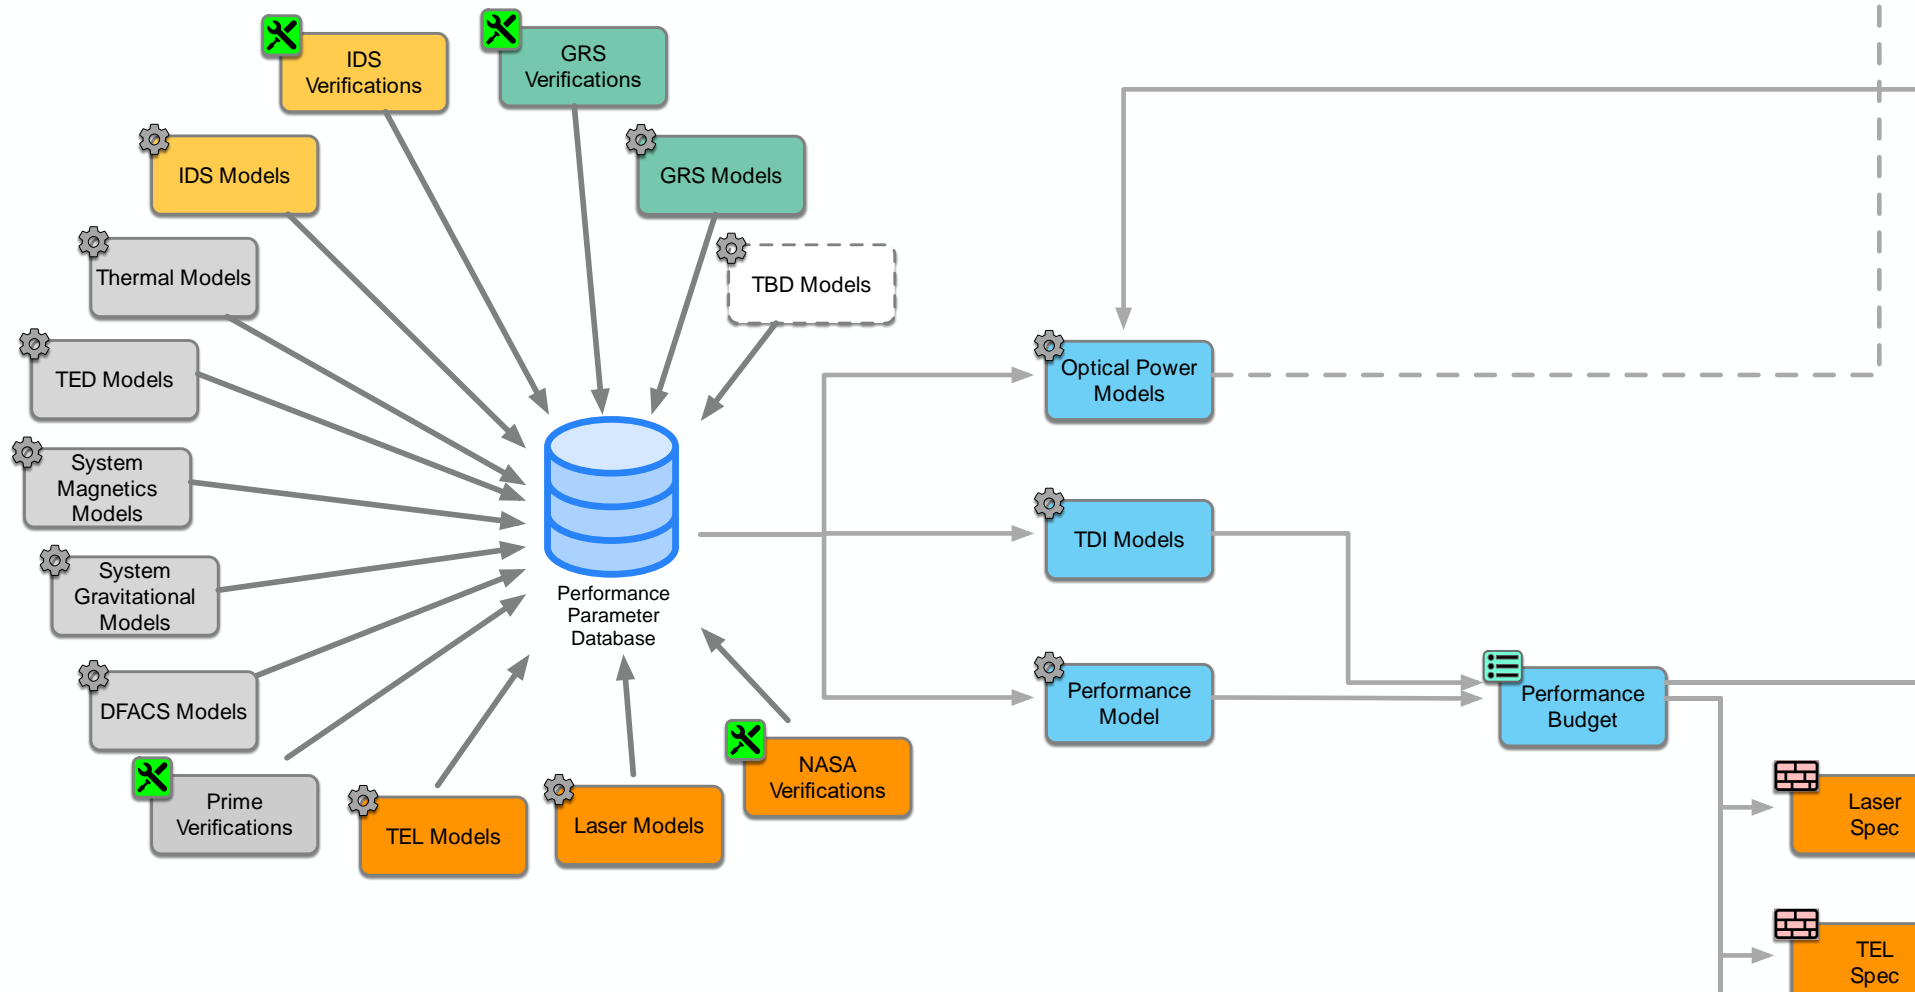 IDS
Verifications
GRS
Verifications
IDS Models
GRS Models
Thermal Models
TBD Models
TED Models
Optical Power
Models
System
Magnetics
Models
TDI Models
System
Gravitational
Models
Performance
Parameter
Database
DFACS Models
Performance
Model
Performance
Budget
Prime
Verifications
TEL Models
Laser Models
NASA
Verifications
Laser
Spec
TEL
Spec